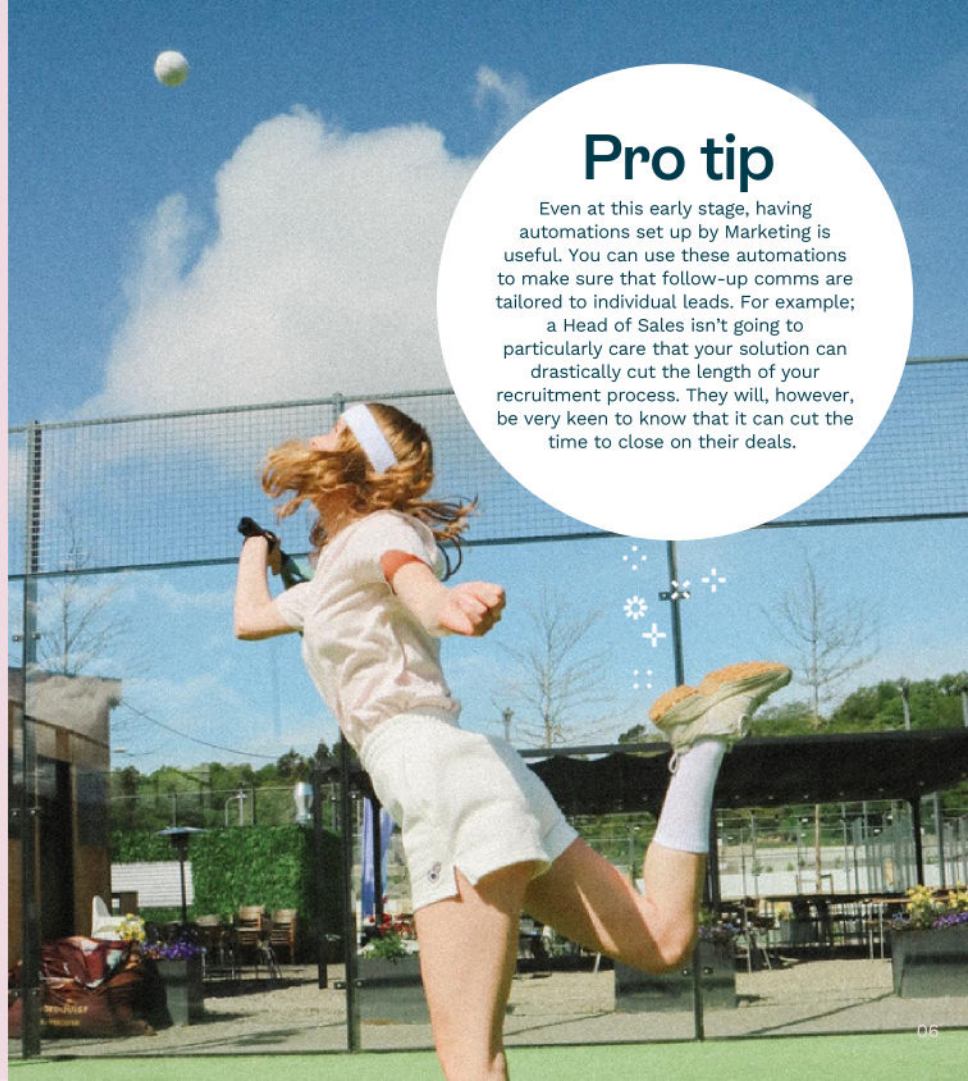 Pro tip
Even at this early stage, having
automations set up by Marketing is
useful. You can use these automations
to make sure that follow-up comms are
tailored to individual leads. For example;
a Head of Sales isn’t going to
particularly care that your solution can
drastically cut the length of your
recruitment process. They will, however,
be very keen to know that it can cut the
time to close on their deals.
06